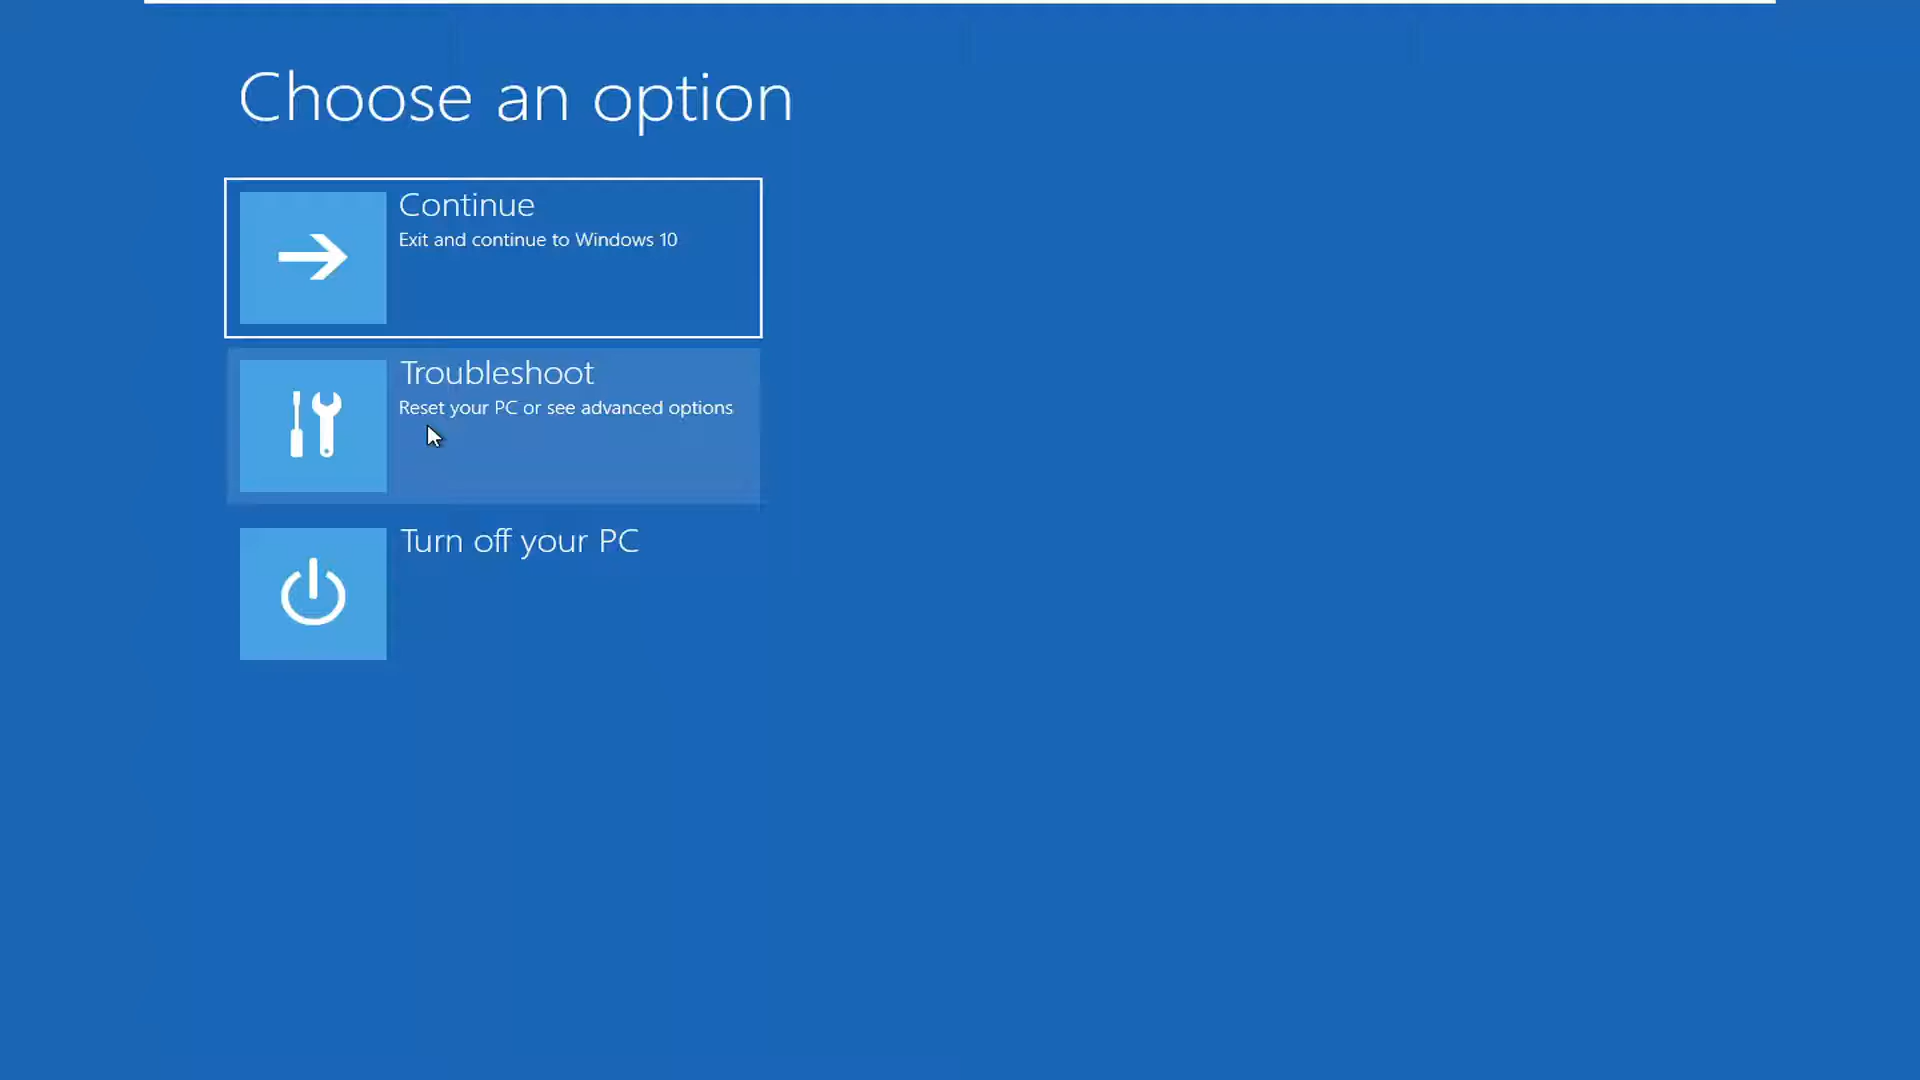 Choose an option
Continue
Exit and continue to Windows 10
Troubleshoot
Reset your PC or see advanced options
Turn off your PC